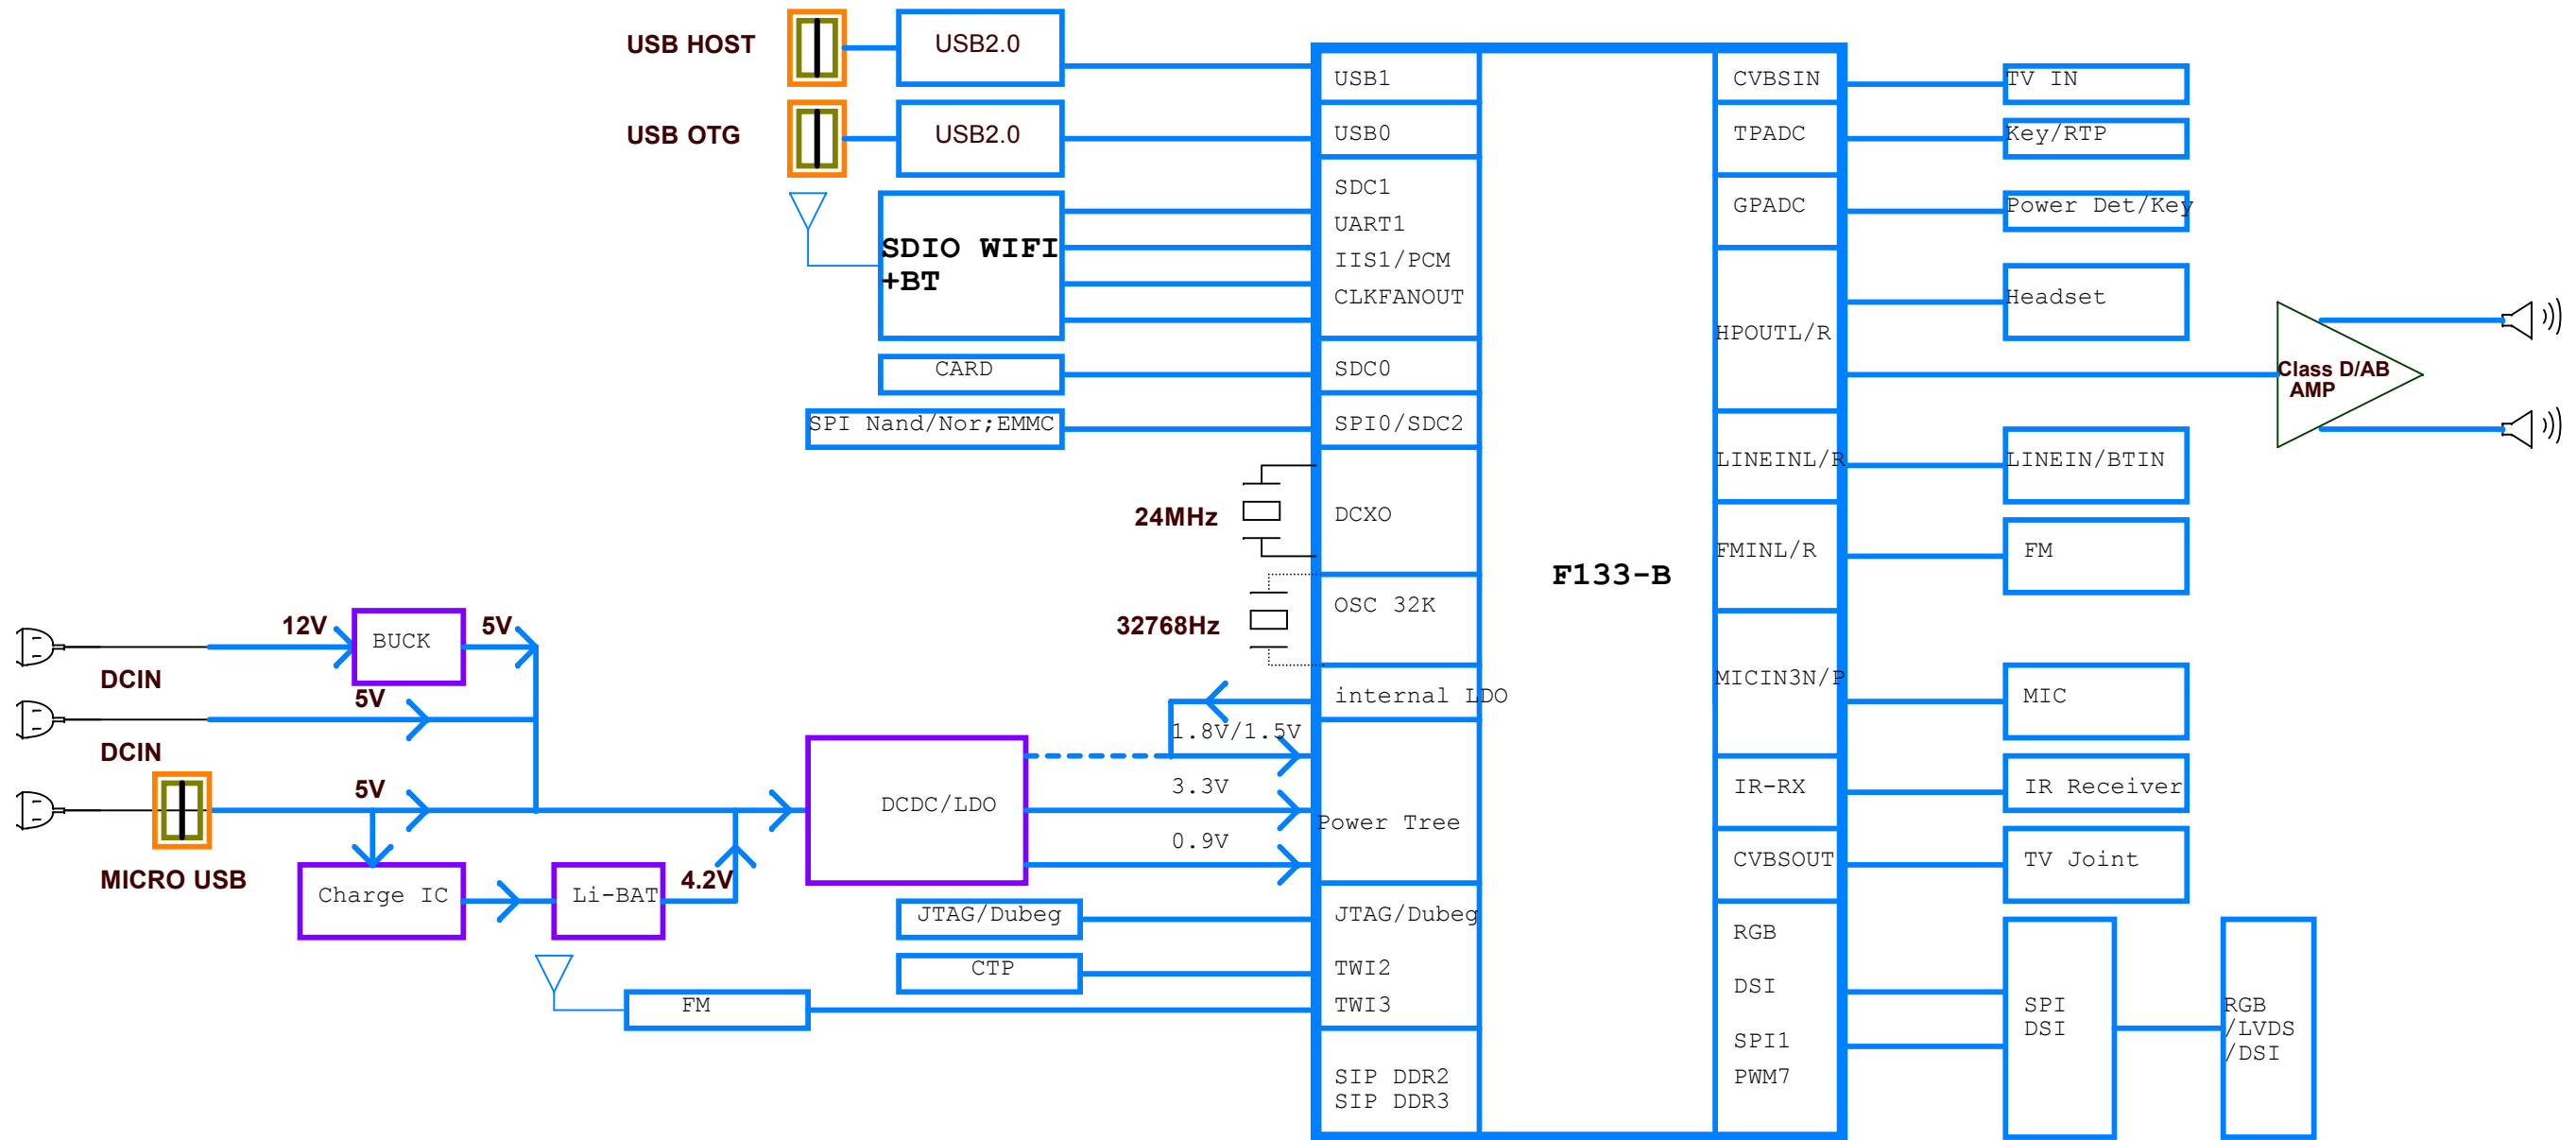 USB HOST
USB2.0
USB OTG
USB2.0
SDIO WIFI
+BT
CARD
SPI Nand/Nor;EMMC
24MHz
32768Hz
12V
BUCK
5V
DCIN
5V
DCIN
5V
MICRO USB
Charge IC
Li-BAT
4.2V
DCDC/LDO
1.8V/1.5V
3.3V
0.9V
JTAG/Dubeg
CTP
FM
USB1
USB0
SDC1
UART1
IIS1/PCM
CLKFANOUT
SDC0
SPI0/SDC2
DCXO
OSC 32K
internal LDO
Power Tree
JTAG/Dubeg
TWI2
TWI3
SIP DDR2
SIP DDR3
F133-B
CVBSIN
TPADC
GPADC
HPOUTL/R
LINEINL/R
FMINL/R
MICIN3N/P
IR-RX
CVBSOUT
RGB
DSI
SPI1
PWM7
TV IN
Key/RTP
Power Det/Key
Headset
Class D/AB
AMP
LINEIN/BTIN
FM
MIC
IR Receiver
TV Joint
SPI
DSI
RGB
/LVDS
/DSI